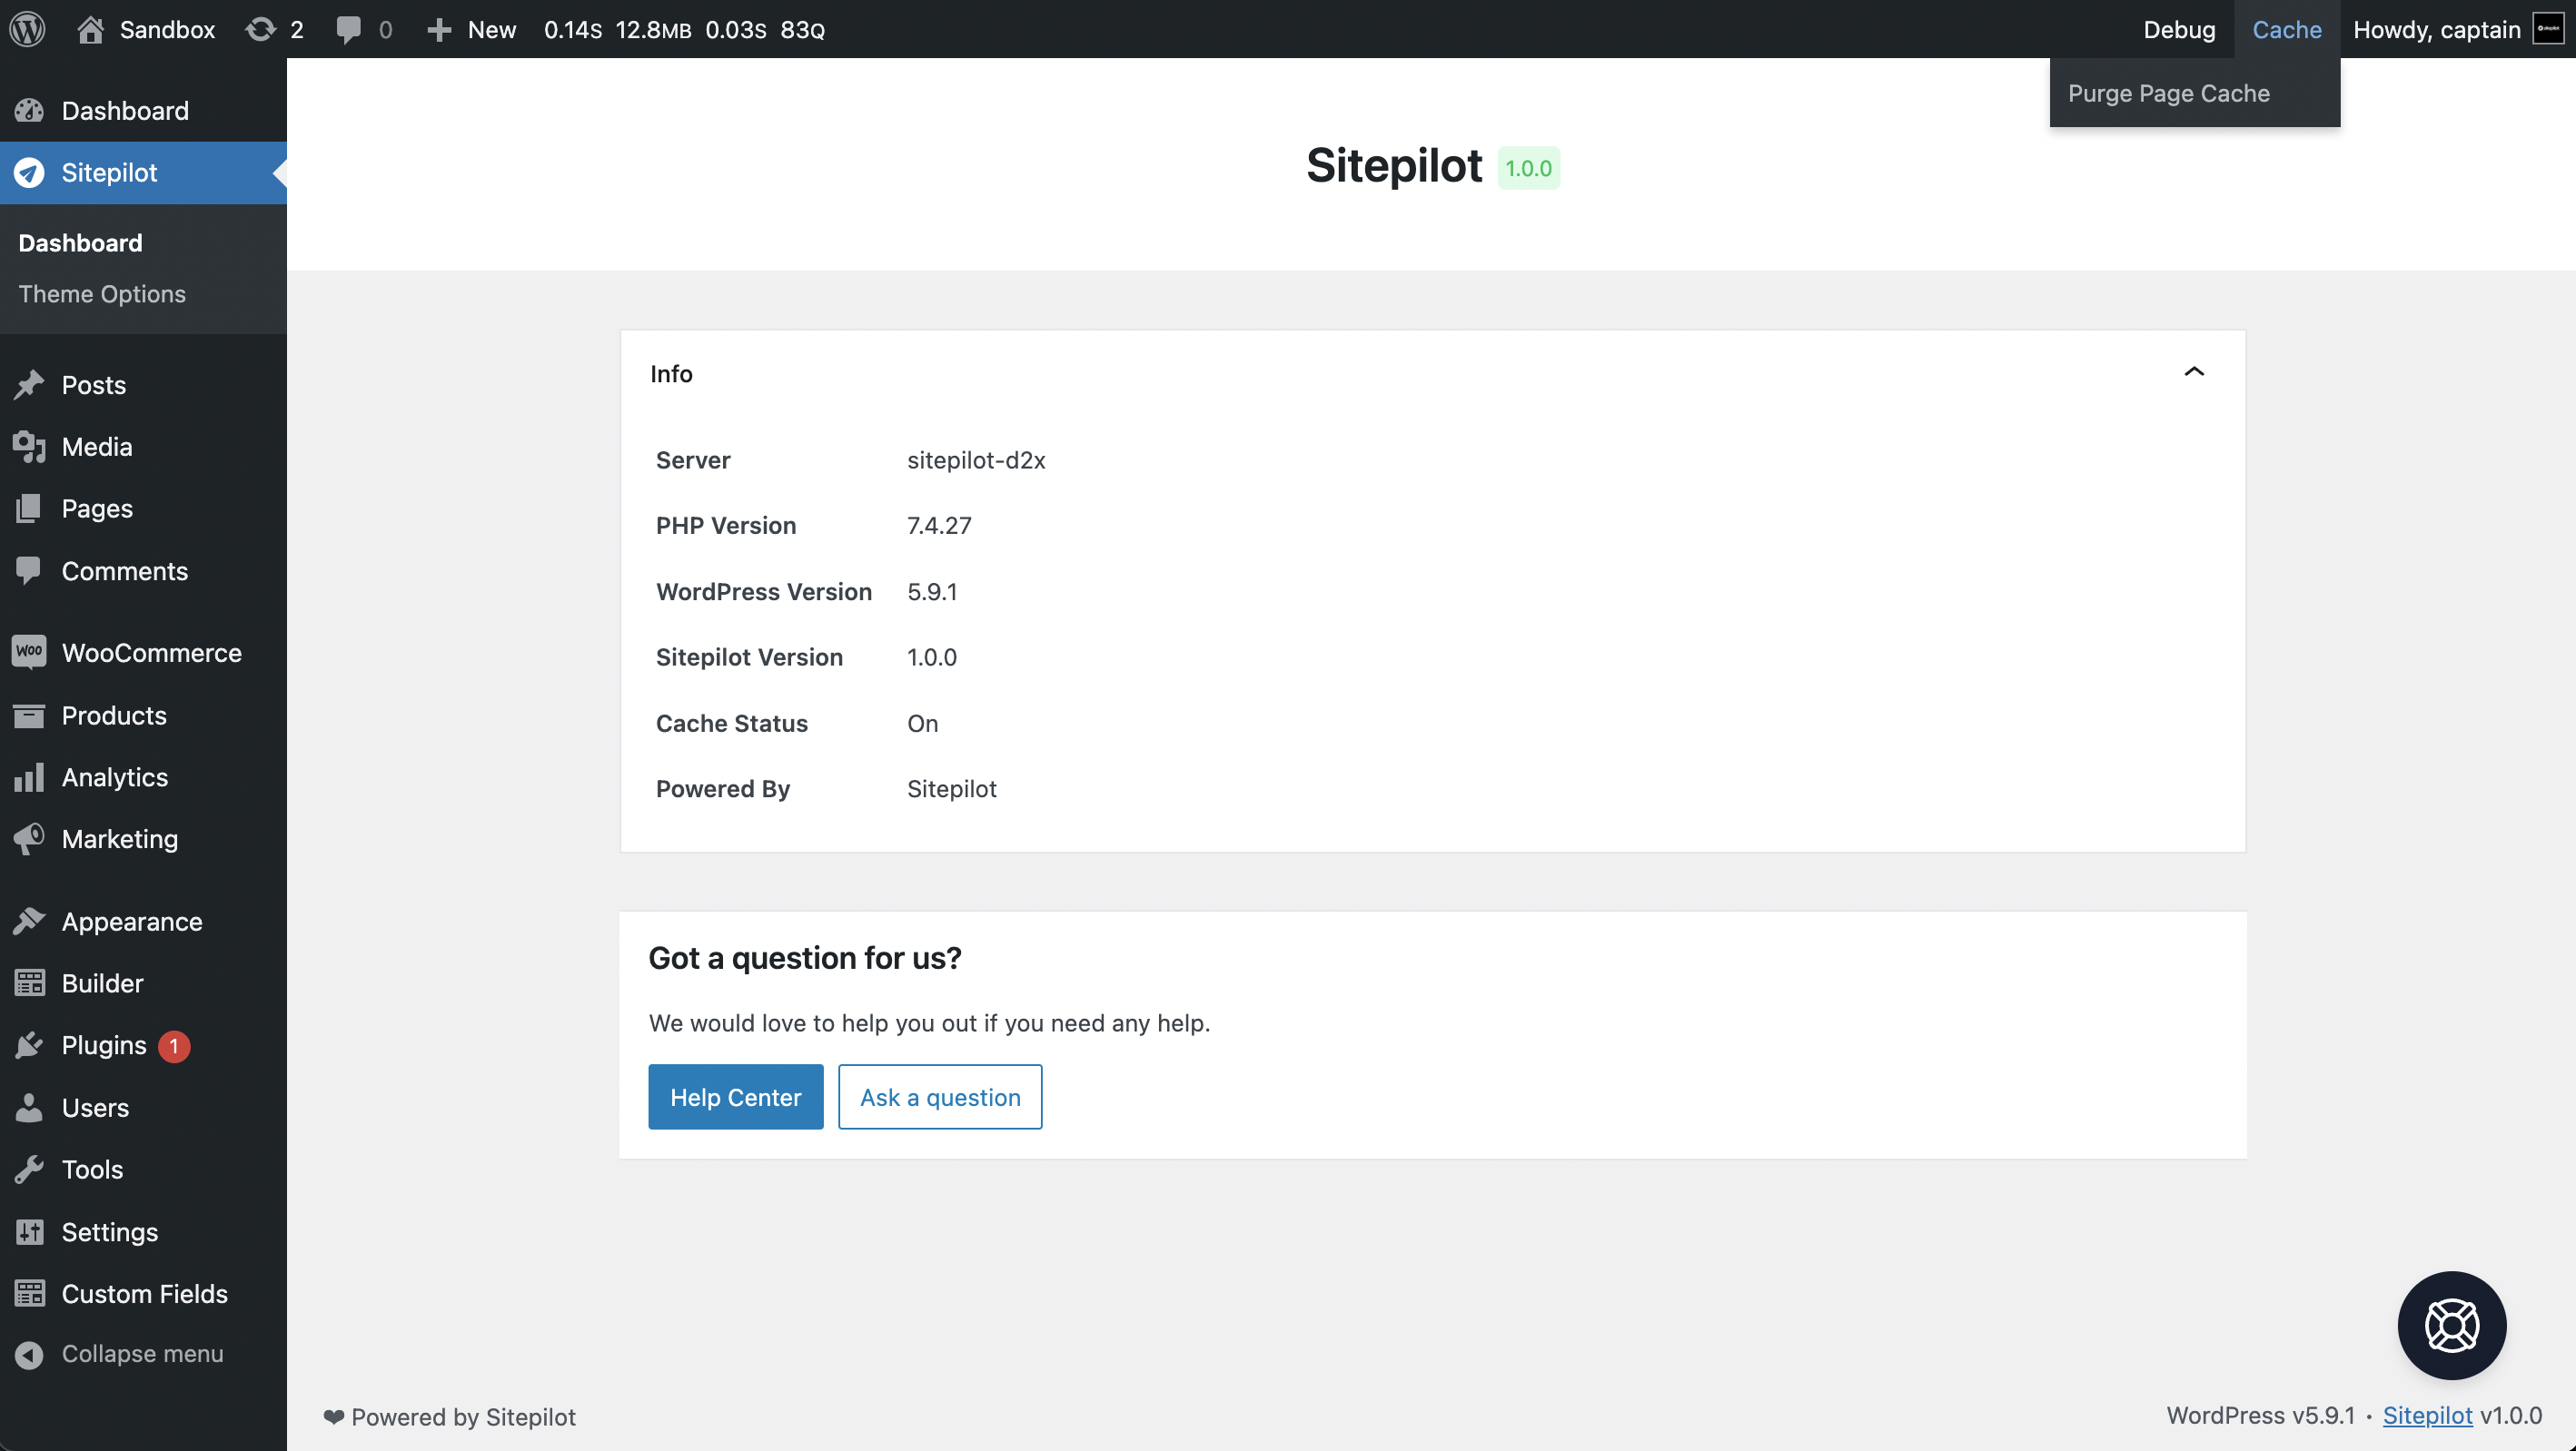 Sandbox 2 0 New 0.14S 12.8MB 0.03S 83Q Debug Cache Howdy, captain
Purge Page Cache
Dashboard
Sitepilot
Dashboard
Theme Options
Posts
Media
Pages
Comments
Woo WooCommerce
Products
Analytics
Marketing
Appearance
Builder
Plugins 1
Users
Tools
Settings
Custom Fields
Collapse menu
Sitepilot 1.0.0
Info
Server sitepilot-d2x
PHP Version 7.4.27
WordPress Version 5.9.1
Sitepilot Version 1.0.0
Cache Status On
Powered By Sitepilot
Got a question for us?
We would love to help you out if you need any help.
Help Center Ask a question
❤ Powered by Sitepilot WordPress v5.9.1 • Sitepilot v1.0.0